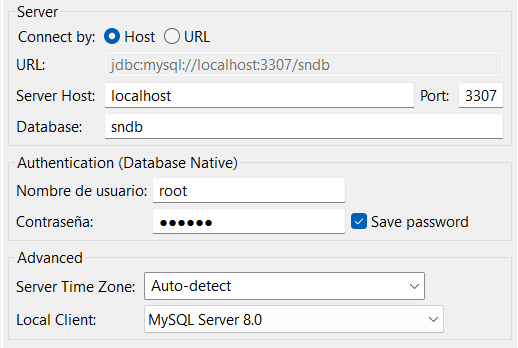 Server
Connect by: Host URL
URL: jdbc:mysql://localhost:3307/sndb
Server Host: localhost Port: 3307
Database: sndb
Authentication (Database Native)
Nombre de usuario: root
Contraseña: ●●●●●● Save password
Advanced
Server Time Zone: Auto-detect
Local Client: MySQL Server 8.0